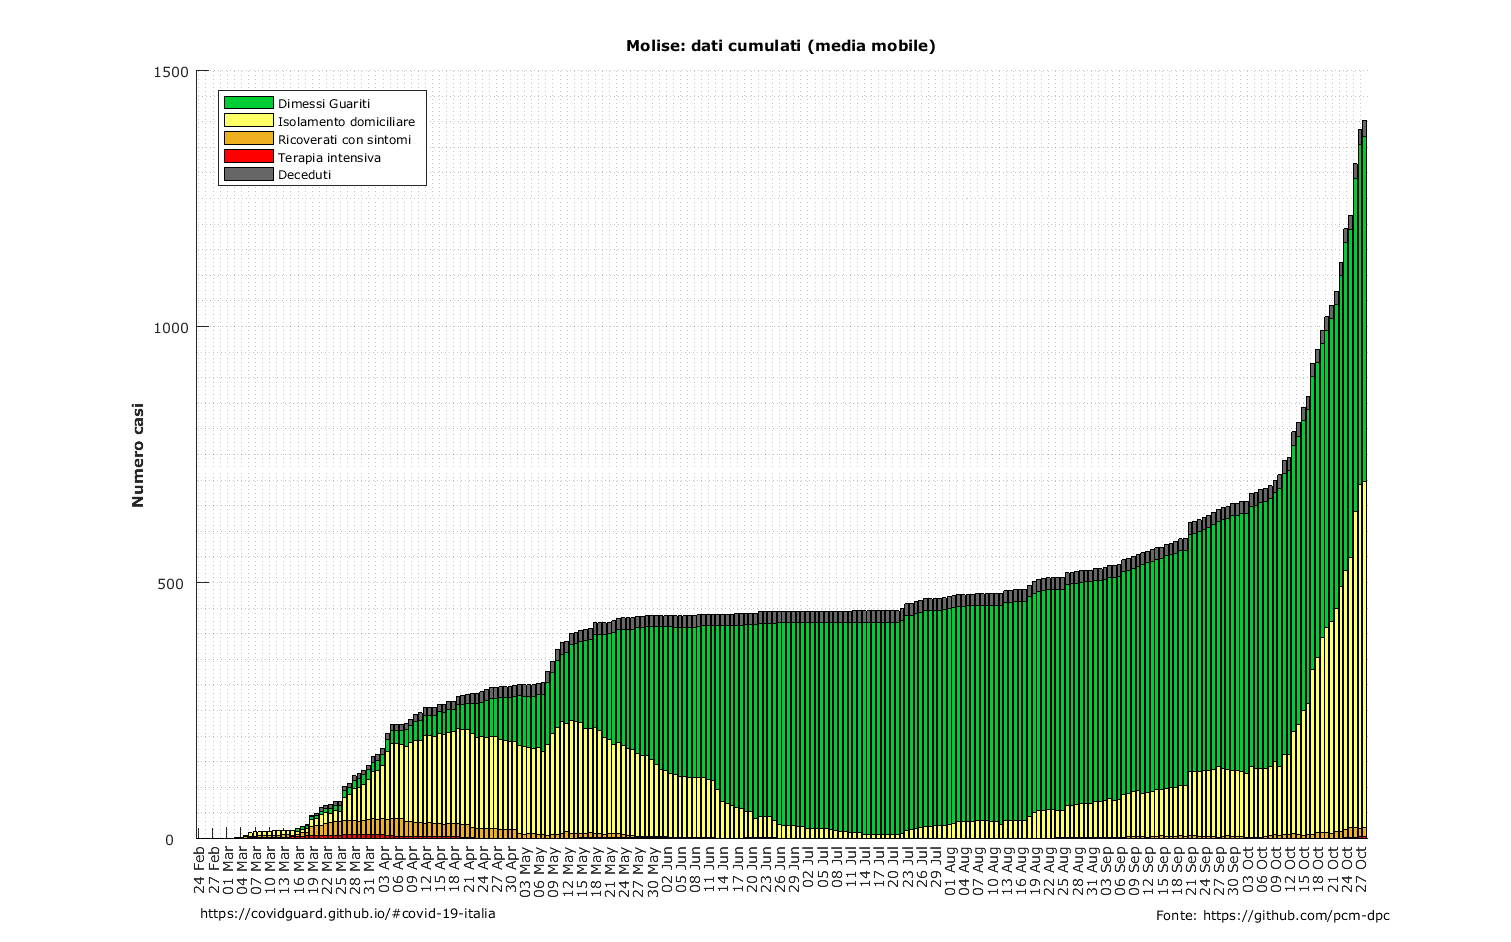 Molise: dati cumulati (media mobile)
1500
1000
500
0
Numero casi
Dimessi Guariti
Isolamento domiciliare
Ricoverati con sintomi
Terapia intensiva
Deceduti
24 Feb
27 Feb
01 Mar
04 Mar
07 Mar
10 Mar
13 Mar
16 Mar
19 Mar
22 Mar
25 Mar
28 Mar
31 Mar
03 Apr
06 Apr
09 Apr
12 Apr
15 Apr
18 Apr
21 Apr
24 Apr
27 Apr
30 Apr
03 May
06 May
09 May
12 May
15 May
18 May
21 May
24 May
27 May
30 May
02 Jun
05 Jun
08 Jun
11 Jun
14 Jun
17 Jun
20 Jun
23 Jun
26 Jun
29 Jun
02 Jul
05 Jul
08 Jul
11 Jul
14 Jul
17 Jul
20 Jul
23 Jul
26 Jul
29 Jul
01 Aug
04 Aug
07 Aug
10 Aug
13 Aug
16 Aug
19 Aug
22 Aug
25 Aug
28 Aug
31 Aug
03 Sep
06 Sep
09 Sep
12 Sep
15 Sep
18 Sep
21 Sep
24 Sep
27 Sep
30 Sep
03 Oct
06 Oct
09 Oct
12 Oct
15 Oct
18 Oct
21 Oct
24 Oct
27 Oct
https://covidguard.github.io/#covid-19-italia
Fonte: https://github.com/pcm-dpc